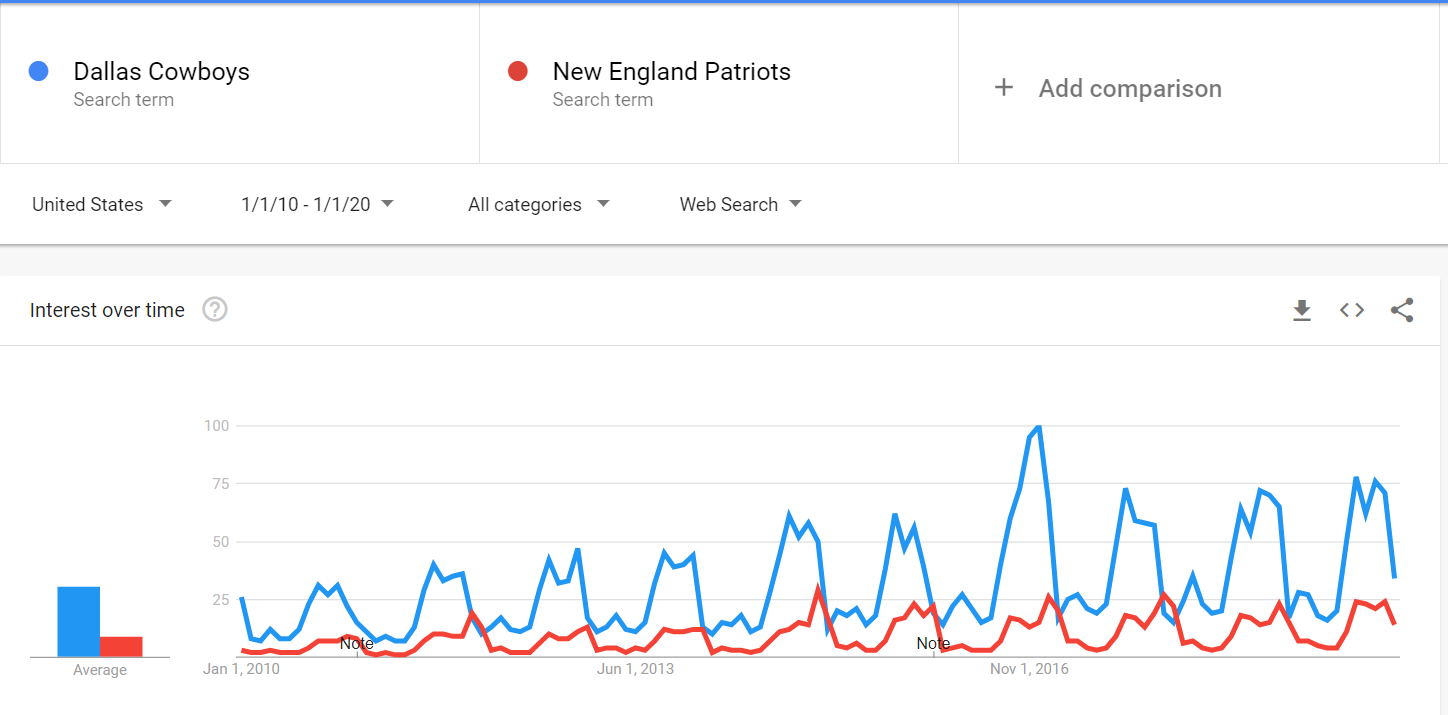 Dallas Cowboys
Search term
New England Patriots
Search term
+ Add comparison
United States
1/1/10 - 1/1/20
All categories
Web Search
Interest over time
?
100
75
50
25
Note
Note
Average
Jan 1, 2010
Jun 1, 2013
Nov 1, 2016